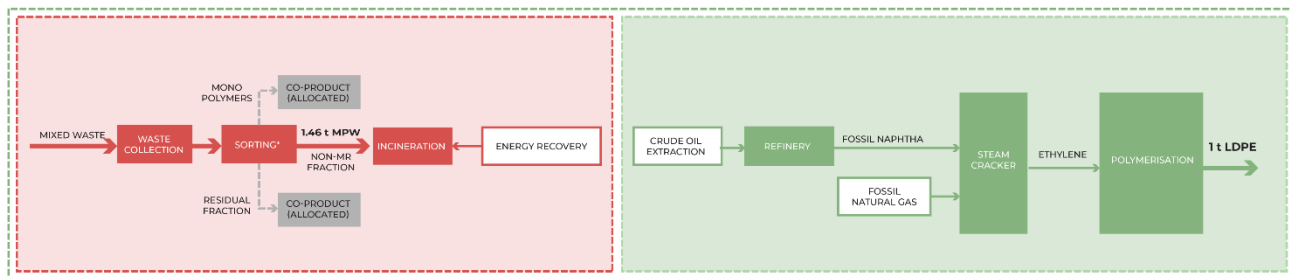 MIXED WASTE
WASTE
COLLECTION
MONO
POLYMERS
CO-PRODUCT
(ALLOCATED)
SORTING*
1.46 t MPW
NON-MR
FRACTION
RESIDUAL
FRACTION
CO-PRODUCT
(ALLOCATED)
INCINERATION
ENERGY RECOVERY
CRUDE OIL
EXTRACTION
REFINERY
FOSSIL NAPHTHA
FOSSIL
NATURAL GAS
STEAM
CRACKER
ETHYLENE
POLYMERISATION
1 t LDPE